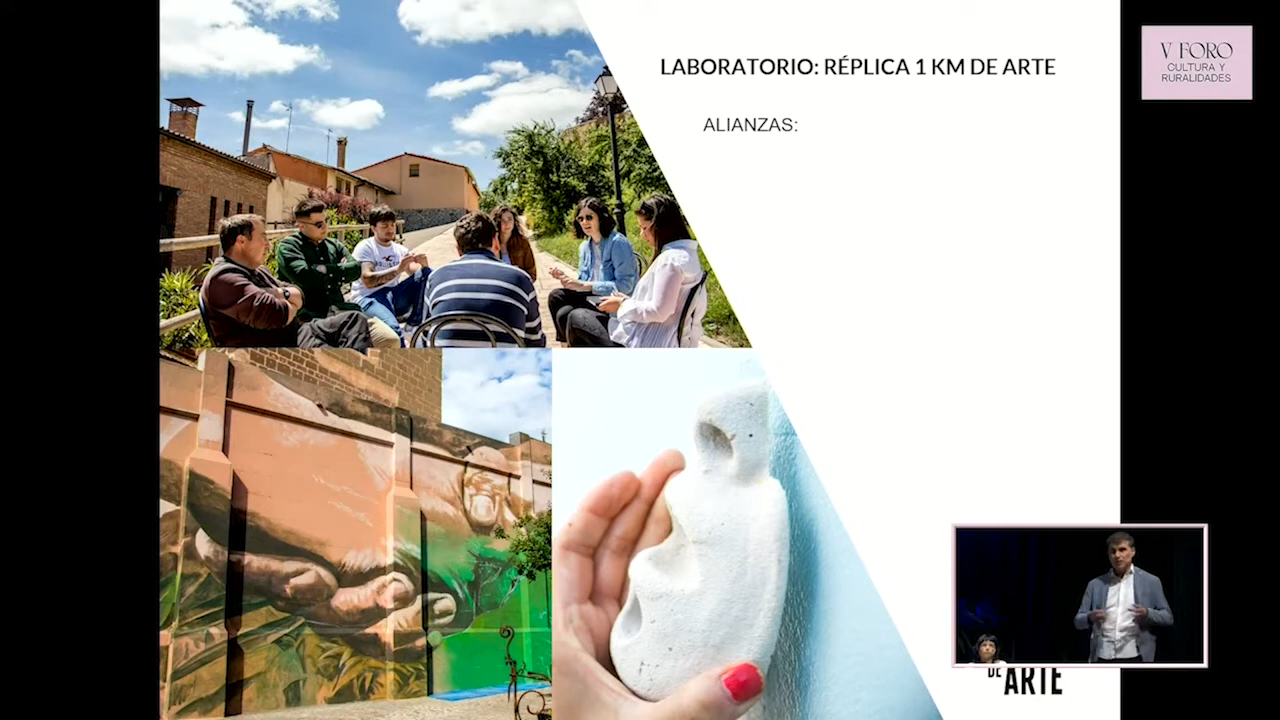 LABORATORIO: RÉPLICA 1 KM DE ARTE
ALIANZAS:
V FORO
CULTURA Y
RURALIDADES
DE ARTE